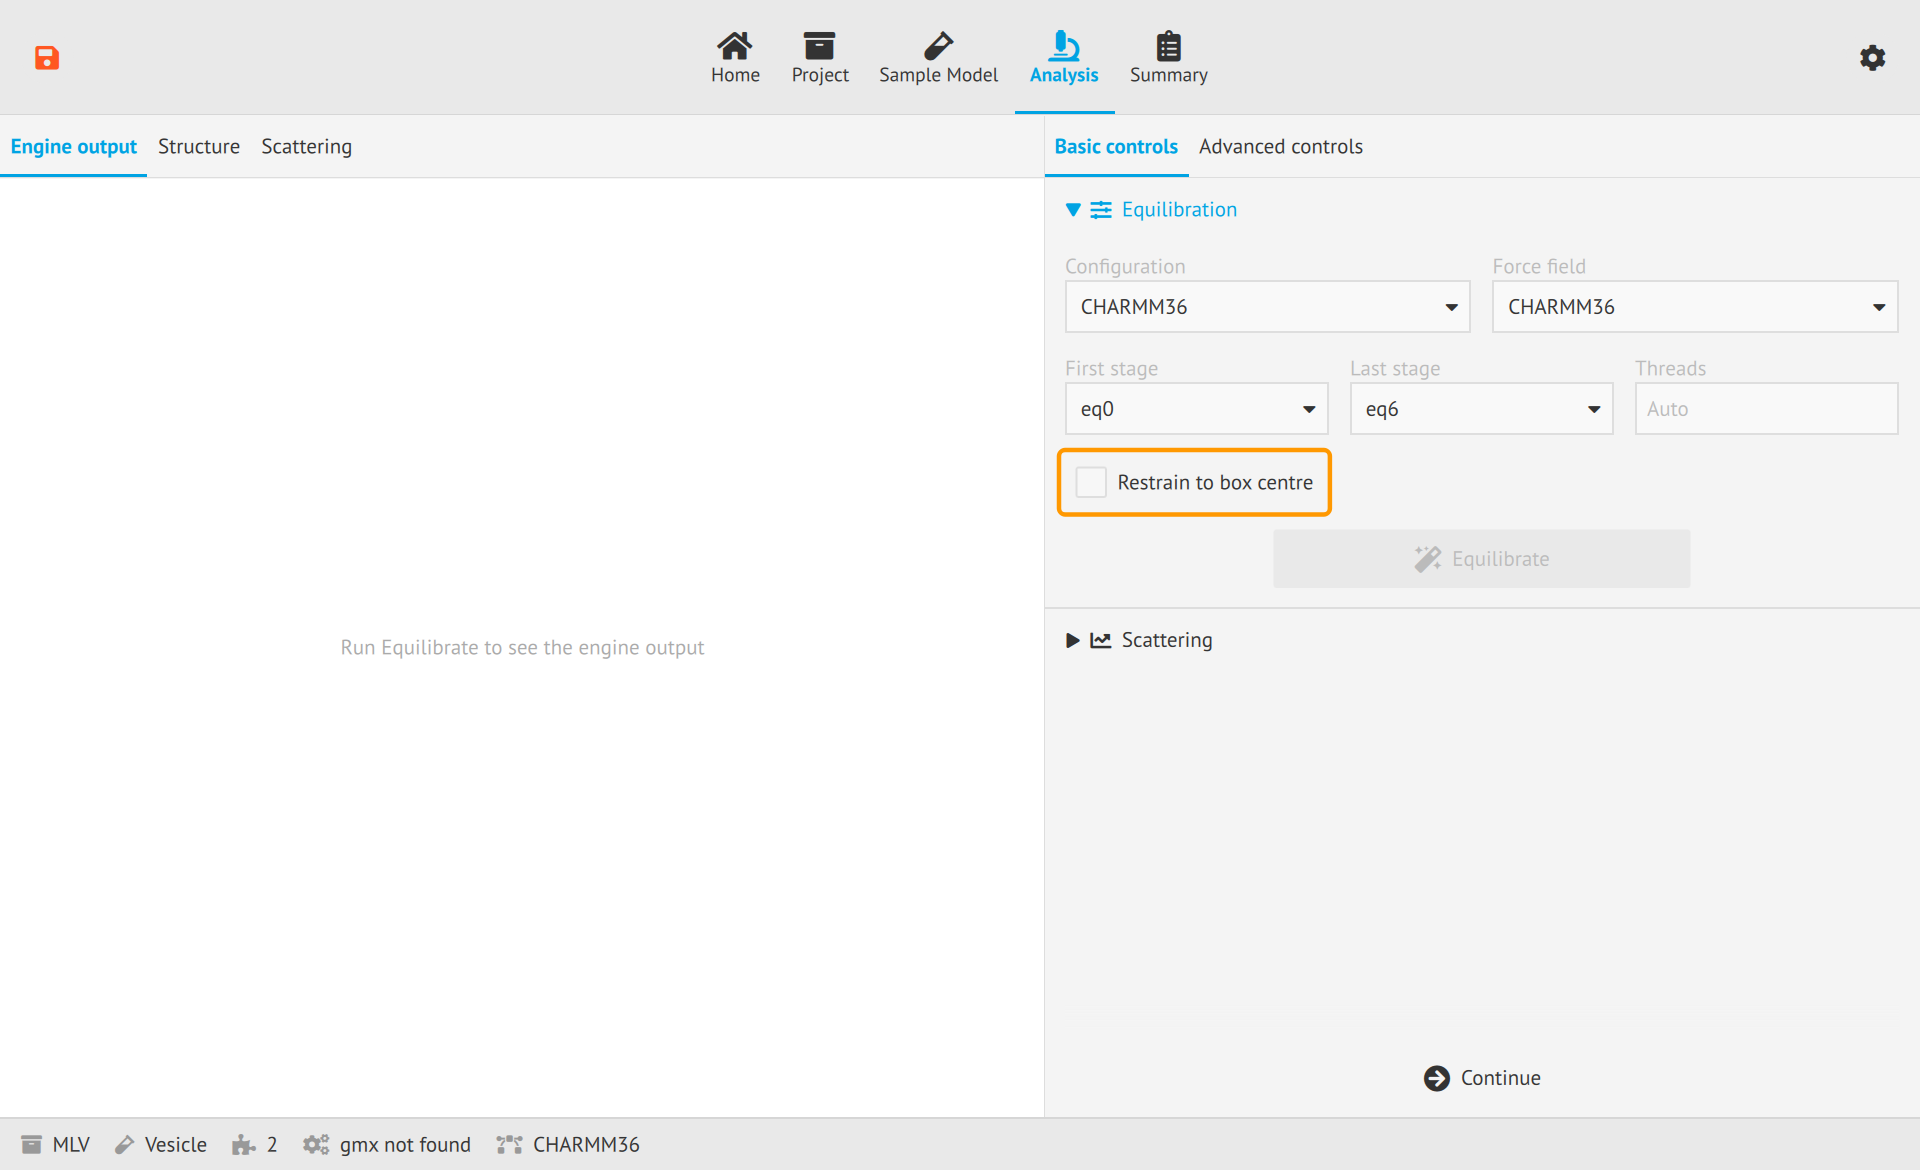 Home
Project
Sample Model
Analysis
Summary
Engine output
Structure
Scattering
Basic controls
Advanced controls
Equilibration
Configuration
Force field
CHARMM36
CHARMM36
First stage
Last stage
Threads
eq0
eq6
Auto
Restrain to box centre
Equilibrate
Run Equilibrate to see the engine output
Scattering
Continue
MLV
Vesicle
2
gmx not found
CHARMM36